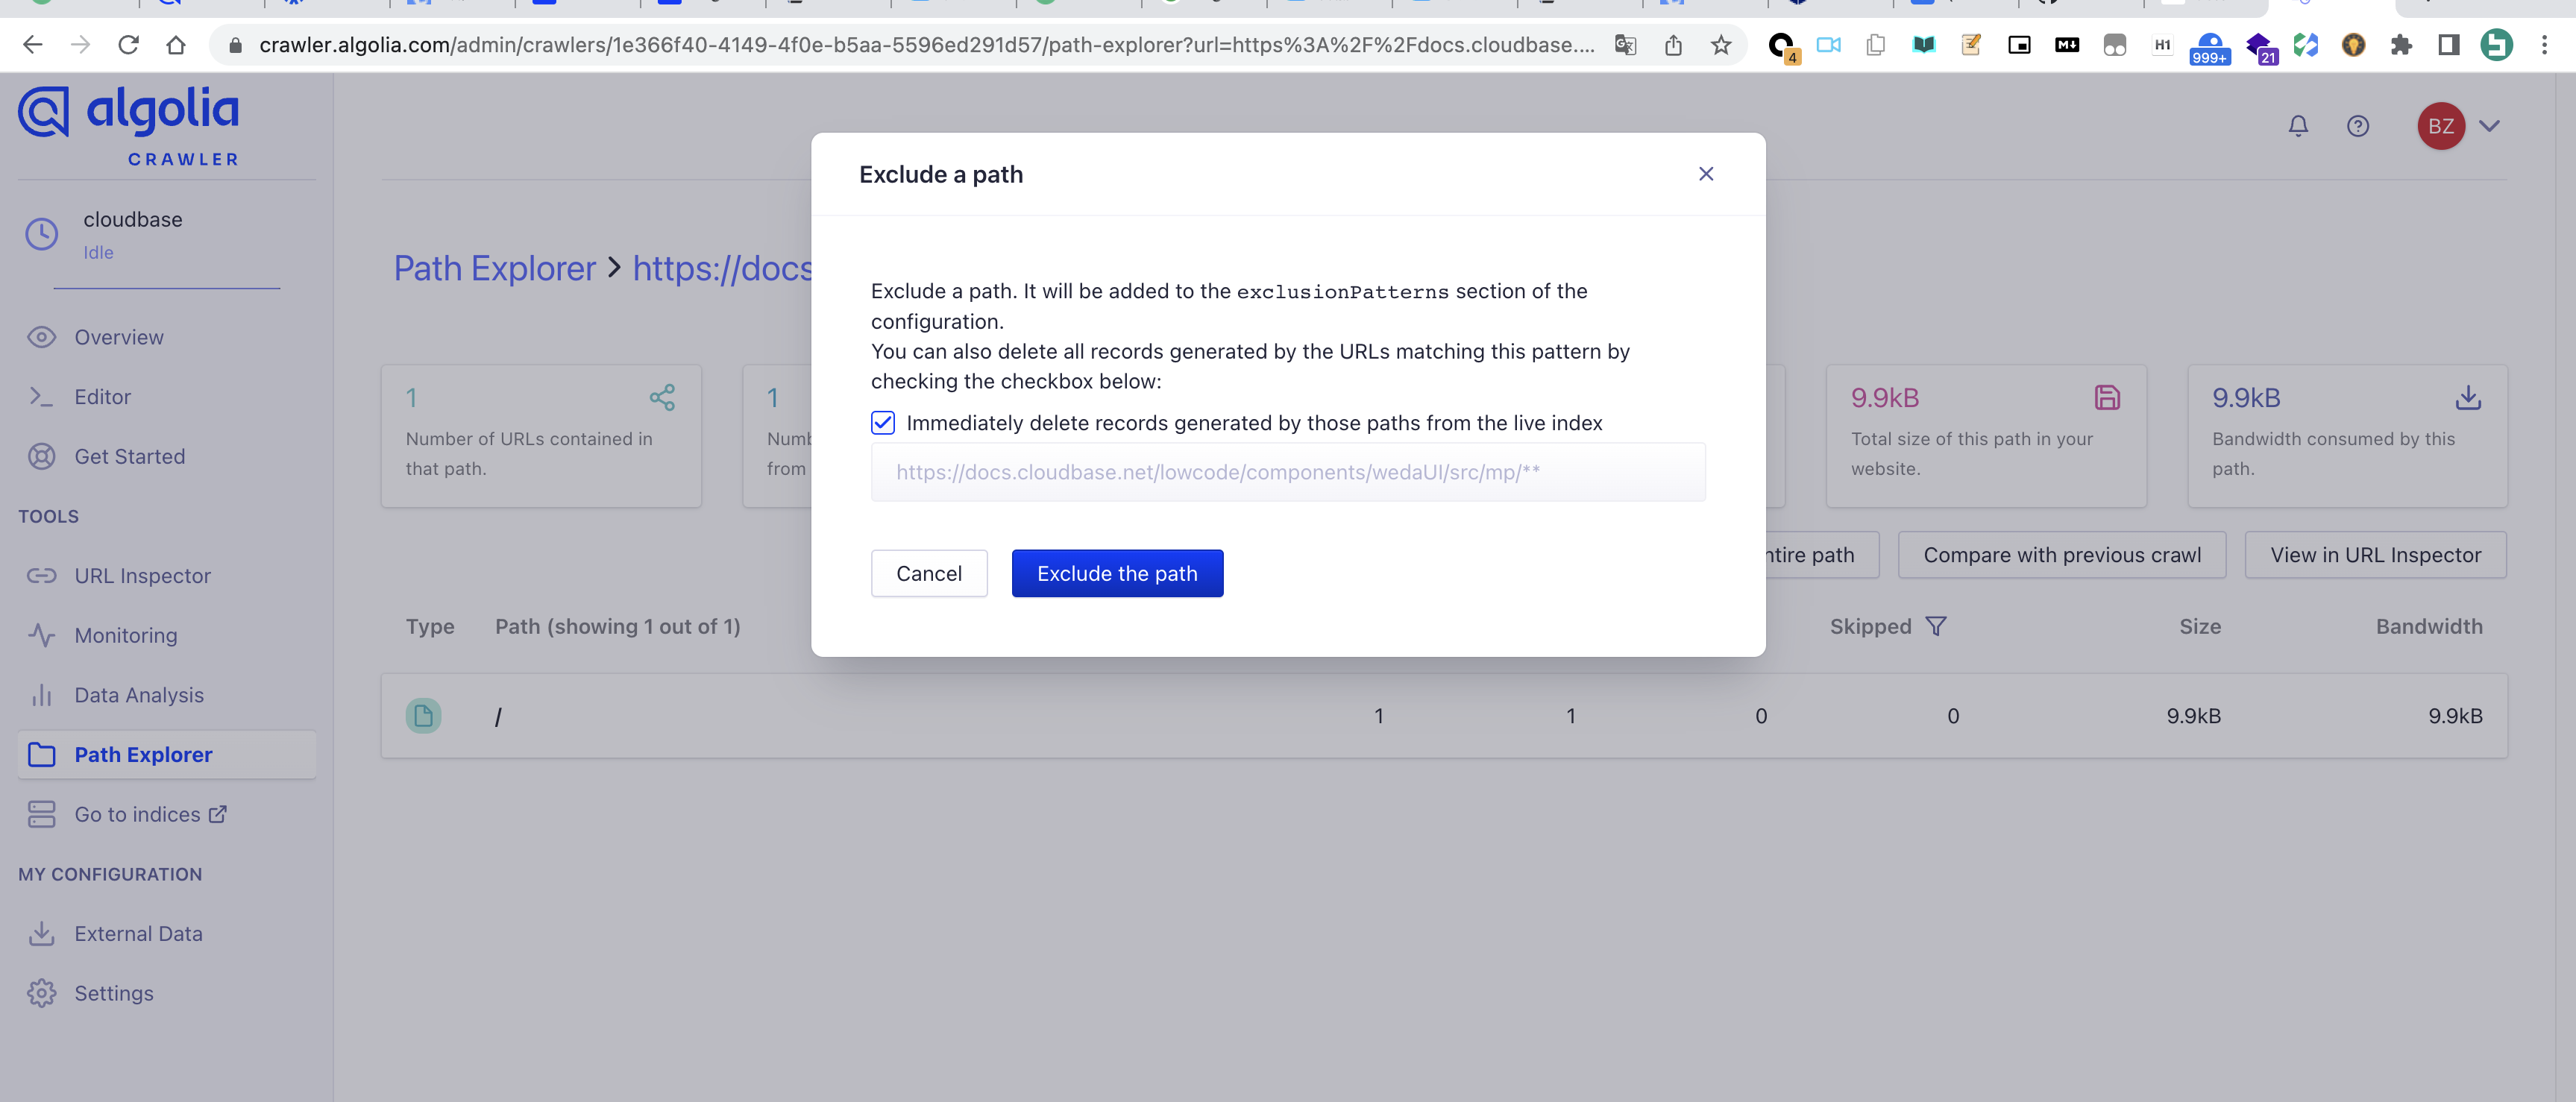 crawler.algolia.com/admin/crawlers/1e366f40-4149-4f0e-b5aa-5596ed291d57/path-explorer?url=https%3A%2F%2Fdocs.cloudbase....
4
M↓
H1
999+
21
algolia
CRAWLER
BZ
cloudbase
Idle
Overview
Editor
Get Started
TOOLS
URL Inspector
Monitoring
Data Analysis
Path Explorer
Go to indices
MY CONFIGURATION
External Data
Settings
Path Explorer > https://docs
1
Number of URLs contained in
that path.
1
from
9.9kB
Total size of this path in your
website.
9.9kB
Bandwidth consumed by this
path.
Exclude a path
Exclude a path. It will be added to the exclusionPatterns section of the
configuration.
You can also delete all records generated by the URLs matching this pattern by
checking the checkbox below:
Immediately delete records generated by those paths from the live index
https://docs.cloudbase.net/lowcode/components/wedaUI/src/mp/**
Cancel
Exclude the path
path
Compare with previous crawl
View in URL Inspector
Type
Path (showing 1 out of 1)
Skipped
Size
Bandwidth
/
1
1
0
0
9.9kB
9.9kB